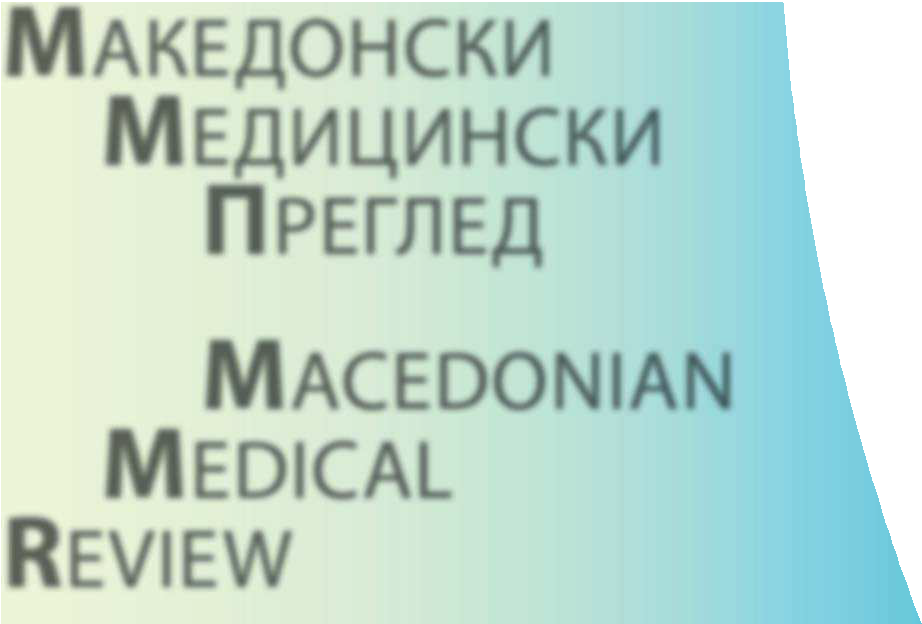 МАКЕДОНСКИ
МЕДИЦИНСКИ
ПРЕГЛЕД
MACEDONIAN
MEDICAL
REVIEW